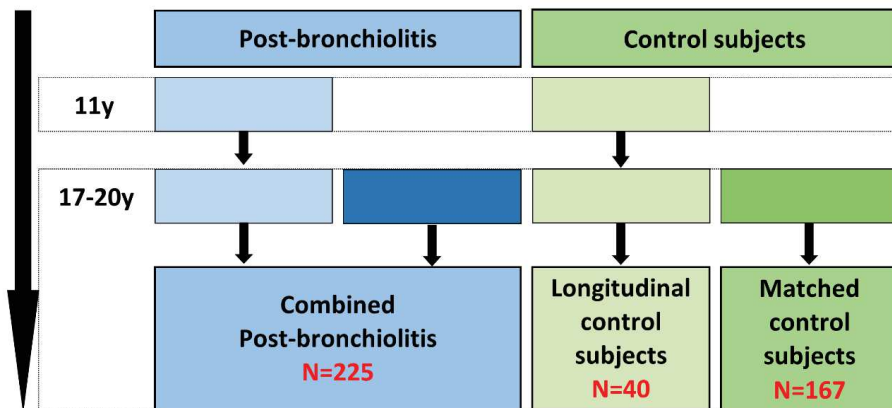 Post-bronchiolitis
Control subjects
11y
17-20y
Combined
Post-bronchiolitis
N=225
Longitudinal
control
subjects
N=40
Matched
control
subjects
N=167